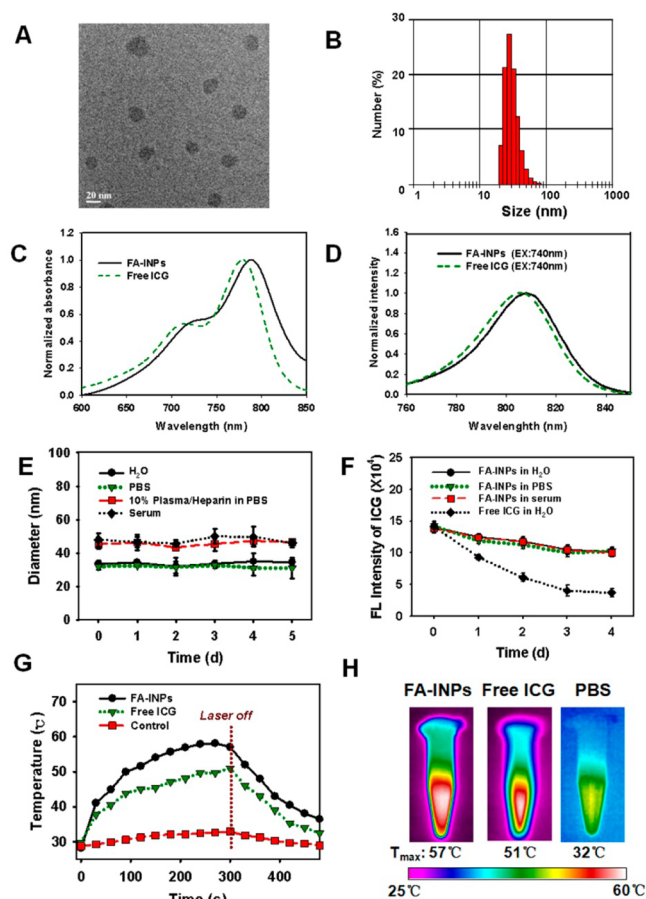 A
20 nm
B
Number (%)
30
20
10
0
1
10
100
1000
Size (nm)
C
Normalized absorbance
1.2
1.0
0.8
0.6
0.4
0.2
0.0
FA-INPs
Free ICG
600
650
700
750
800
850
Wavelength (nm)
D
Normalized intensity
1.6
1.4
1.2
1.0
0.8
0.6
0.4
0.2
0.0
FA-INPs (EX:740nm)
Free ICG (EX:740nm)
760
780
800
820
840
Wavelenght (nm)
E
Diameter (nm)
100
80
60
40
20
0
H2O
PBS
10% Plasma/Heparin in PBS
Serum
0
1
2
3
4
5
Time (d)
F
FL Intensity of ICG (X10⁴)
25
20
15
10
5
0
FA-INPs in H2O
FA-INPs in PBS
FA-INPs in serum
Free ICG in H2O
0
1
2
3
4
Time (d)
G
Temperature (℃)
70
60
50
40
30
FA-INPs
Free ICG
Control
Laser off
0
100
200
300
400
Time (s)
H
FA-INPs Free ICG PBS
Tmax: 57℃ 51℃ 32℃
25℃ 60℃